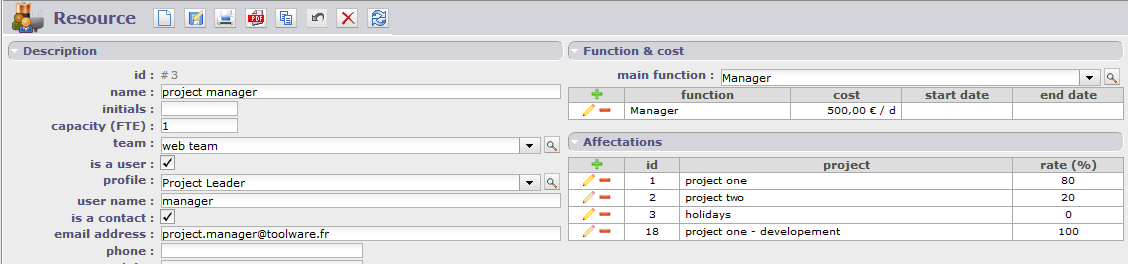 Resource
PDF
Description
id : # 3
name : project manager
initials :
capacity (FTE) : 1
team : web team
is a user :
profile : Project Leader
user name : manager
is a contact :
email address : project.manager@toolware.fr
phone :
Function & cost
main function : Manager
function cost start date end date
Manager 500,00 € / d
Affectations
id project rate (%)
1 project one 80
2 project two 20
3 holidays 0
18 project one - developement 100